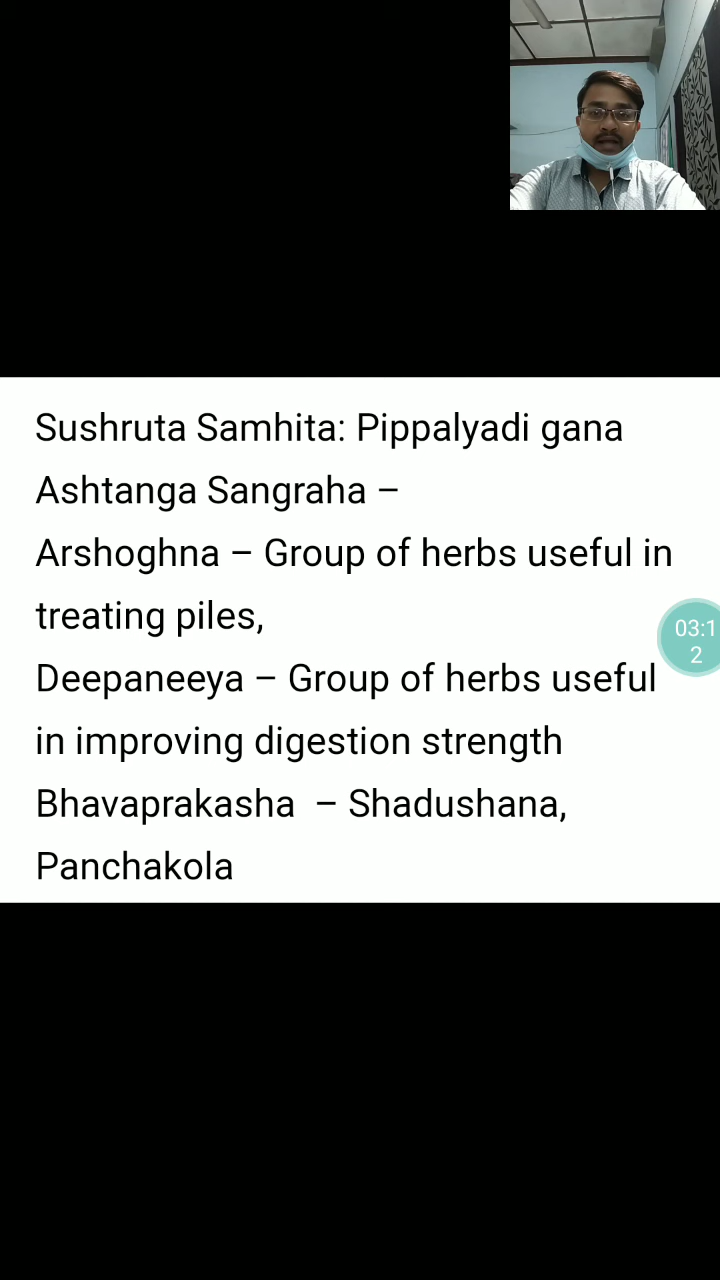 Sushruta Samhita: Pippalyadi gana
Ashtanga Sangraha –
Arshoghna – Group of herbs useful in
treating piles,
Deepaneeya – Group of herbs useful
in improving digestion strength
Bhavaprakasha  – Shadushana,
Panchakola
03:1
2